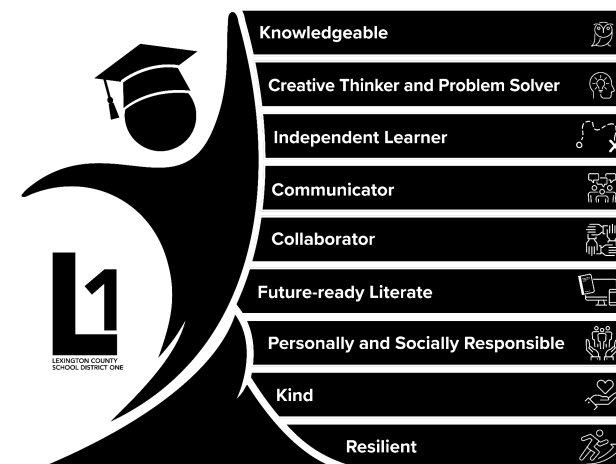 Knowledgeable
Creative Thinker and Problem Solver
Independent Learner
Communicator
Collaborator
Future-ready Literate
Personally and Socially Responsible
Kind
Resilient
L1
LEXINGTON COUNTY
SCHOOL DISTRICT ONE